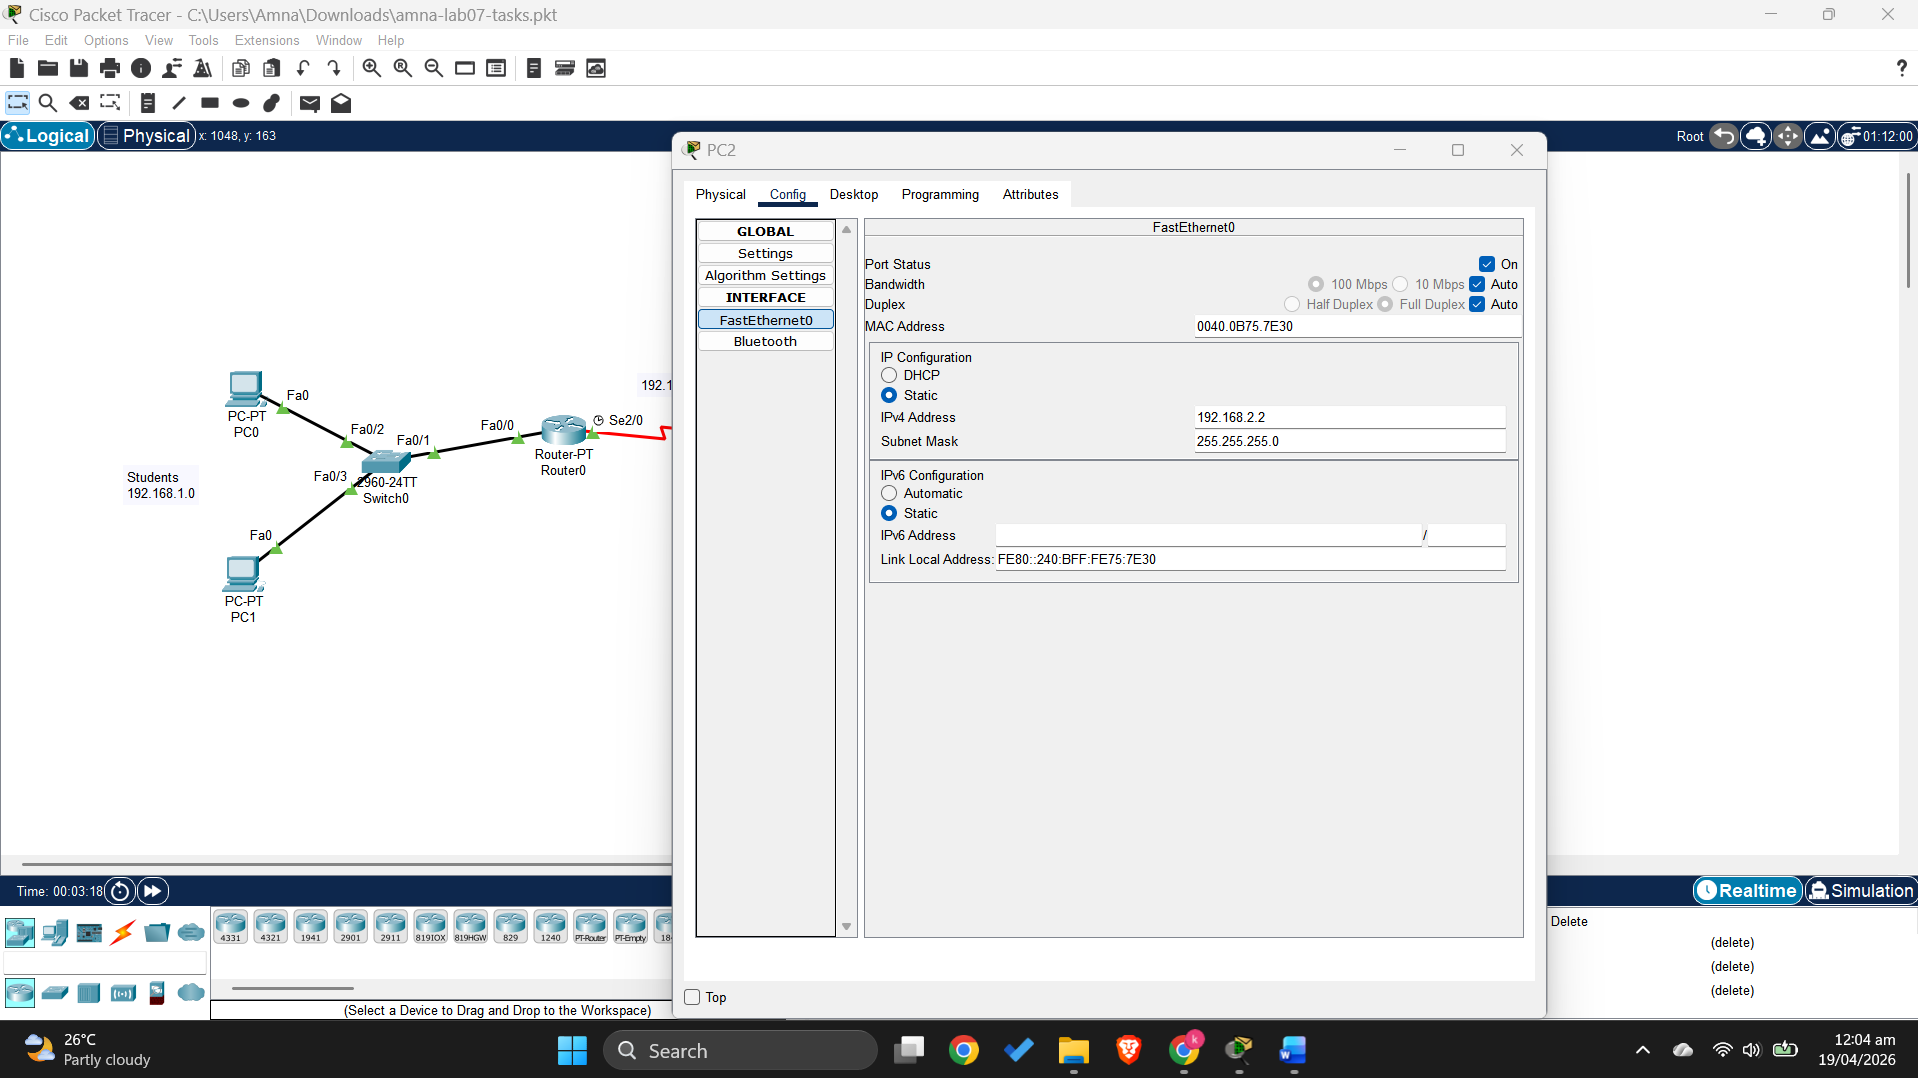 Cisco Packet Tracer - C:\Users\Amna\Downloads\amna-lab07-tasks.pkt
File Edit Options View Tools Extensions Window Help
?
Logical Physical x: 1048, y: 163
Root 01:12:00
PC2
Physical Config Desktop Programming Attributes
GLOBAL
Settings
Algorithm Settings
INTERFACE
FastEthernet0
Bluetooth
FastEthernet0
Port Status On
Bandwidth 100 Mbps 10 Mbps Auto
Duplex Half Duplex Full Duplex Auto
MAC Address 0040.0B75.7E30
IP Configuration
DHCP
Static
IPv4 Address 192.168.2.2
Subnet Mask 255.255.255.0
IPv6 Configuration
Automatic
Static
IPv6 Address /
Link Local Address: FE80::240:BFF:FE75:7E30
Top
192.1
Fa0
PC-PT
PC0
Fa0/2
Fa0/1
Fa0/0
Se2/0
Router-PT
Router0
Students
192.168.1.0
Fa0/3
2960-24TT
Switch0
Fa0
PC-PT
PC1
Time: 00:03:18
Realtime Simulation
4331 4321 1941 2901 2911 819IOX 819HGW 829 1240 PT-Router PT-Empty 18
(Select a Device to Drag and Drop to the Workspace)
Delete
(delete)
(delete)
(delete)
26°C
Partly cloudy
Search
k
W
12:04 am
19/04/2026